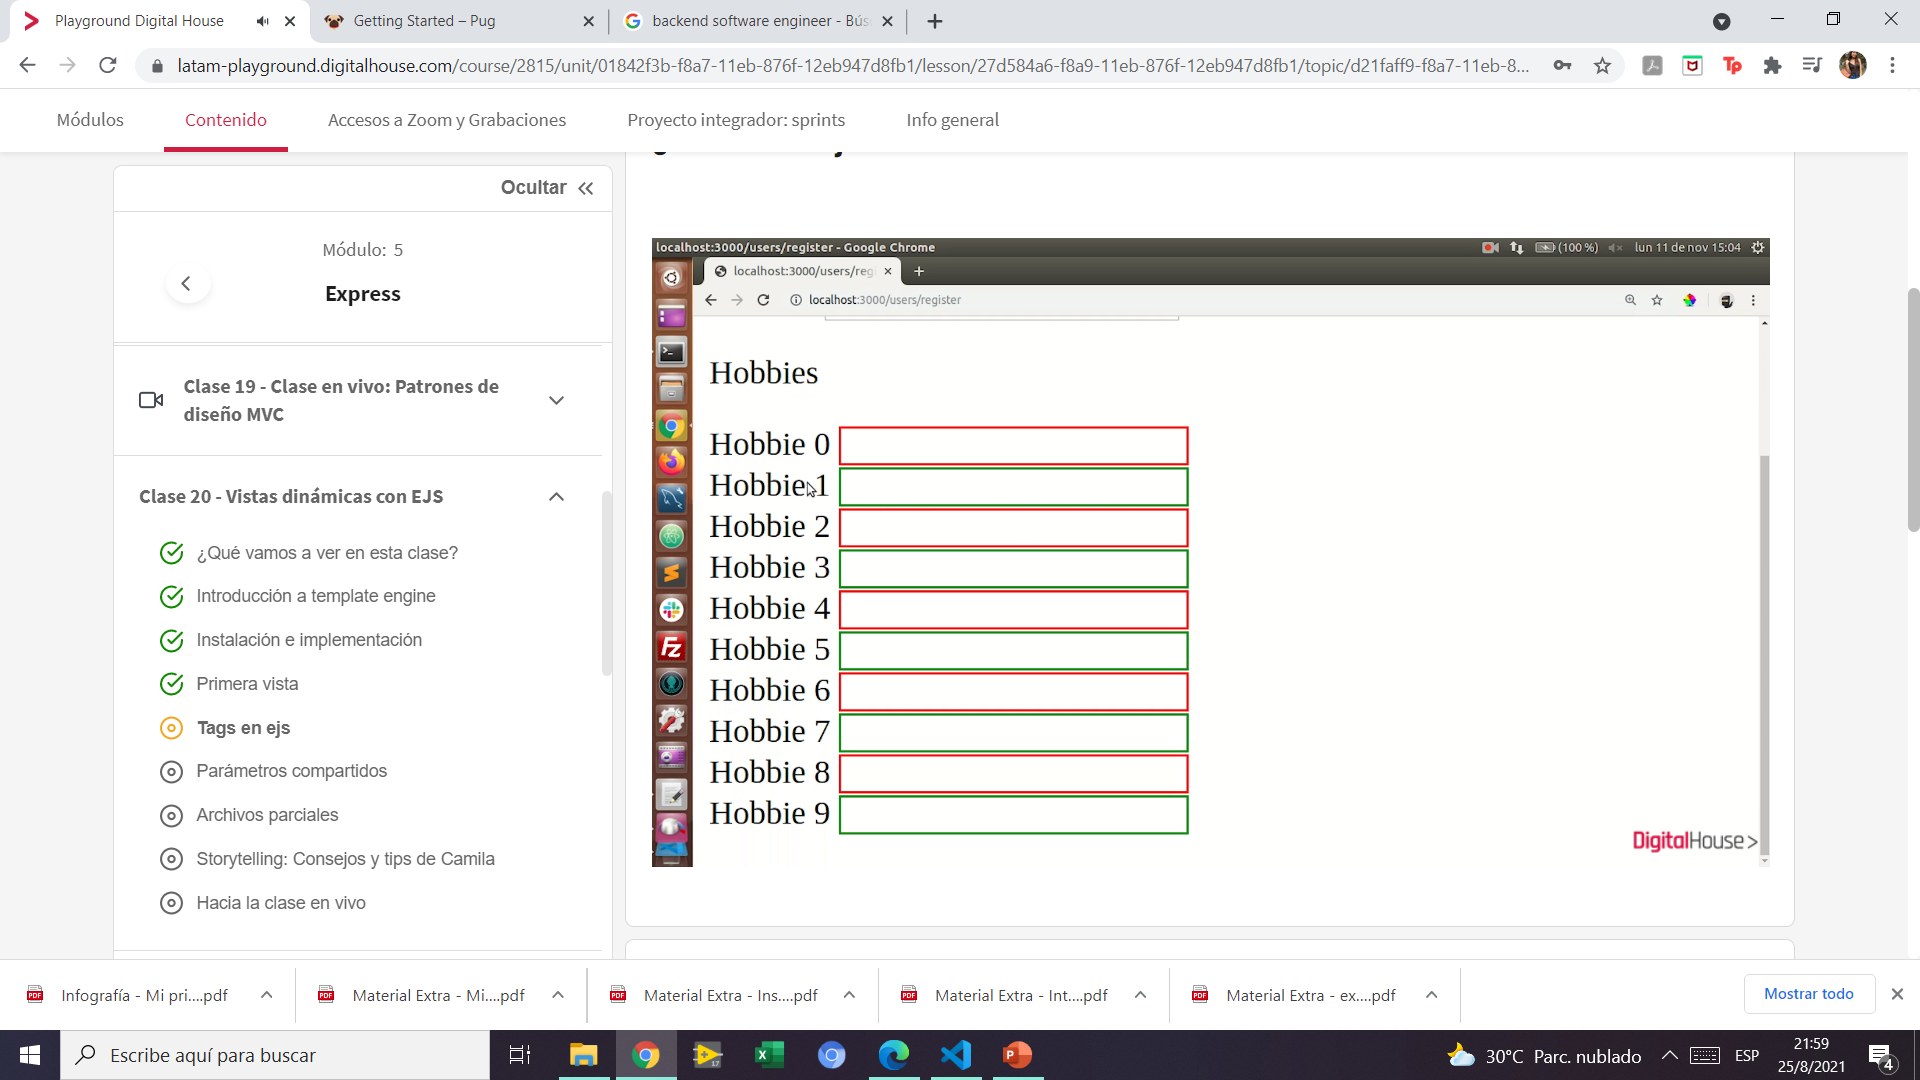 Playground Digital House
Getting Started – Pug
backend software engineer - Bús
latam-playground.digitalhouse.com/course/2815/unit/01842f3b-f8a7-11eb-876f-12eb947d8fb1/lesson/27d584a6-f8a9-11eb-876f-12eb947d8fb1/topic/d21faff9-f8a7-11eb-8...
Módulos
Contenido
Accesos a Zoom y Grabaciones
Proyecto integrador: sprints
Info general
Ocultar
Módulo: 5
Express
Clase 19 - Clase en vivo: Patrones de
diseño MVC
Clase 20 - Vistas dinámicas con EJS
¿Qué vamos a ver en esta clase?
Introducción a template engine
Instalación e implementación
Primera vista
Tags en ejs
Parámetros compartidos
Archivos parciales
Storytelling: Consejos y tips de Camila
Hacia la clase en vivo
localhost:3000/users/register - Google Chrome
(100 %)
lun 11 de nov 15:04
localhost:3000/users/reg
localhost:3000/users/register
Hobbies
Hobbie 0
Hobbie 1
Hobbie 2
Hobbie 3
Hobbie 4
Hobbie 5
Hobbie 6
Hobbie 7
Hobbie 8
Hobbie 9
DigitalHouse>
Infografía - Mi pri....pdf
Material Extra - Mi....pdf
Material Extra - Ins....pdf
Material Extra - Int....pdf
Material Extra - ex....pdf
Mostrar todo
Escribe aquí para buscar
30°C Parc. nublado
ESP
21:59
25/8/2021
4